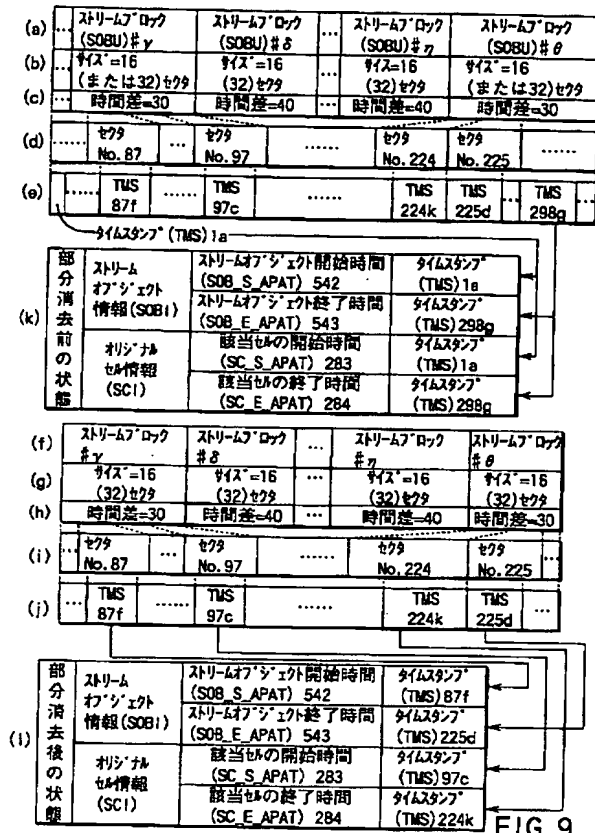 (a) … ストリームブロック (SOBU)#γ ストリームブロック (SOBU)#δ … ストリームブロック (SOBU)#η ストリームブロック (SOBU)#θ …
(b) … サイズ=16 (または32)セクタ サイズ=16 (32)セクタ … サイズ=16 (32)セクタ サイズ=16 (または32)セクタ …
(c) … 時間差=30 時間差=40 … 時間差=40 時間差=30 …
(d) …… セクタ No.87 … セクタ No.97 …… セクタ No.224 セクタ No.225 ……
(e) …… TMS 87f …… TMS 97c …… TMS 224k TMS 225d … TMS 298g …
タイムスタンプ(TMS)1a
(k) 部分消去前の状態
ストリームオブジェクト情報(SOBI)
ストリームオブジェクト開始時間 (SOB_S_APAT) 542 タイムスタンプ (TMS)1a
ストリームオブジェクト終了時間 (SOB_E_APAT) 543 タイムスタンプ (TMS)298g
オリジナルセル情報 (SCI)
該当セルの開始時間 (SC_S_APAT) 283 タイムスタンプ (TMS)1a
該当セルの終了時間 (SC_E_APAT) 284 タイムスタンプ (TMS)298g
(f) ストリームブロック #γ ストリームブロック #δ … ストリームブロック #η ストリームブロック #θ
(g) サイズ=16 (32)セクタ サイズ=16 (32)セクタ … サイズ=16 (32)セクタ サイズ=16 (32)セクタ
(h) 時間差=30 時間差=40 … 時間差=40 時間差=30
(i) … セクタ No.87 … セクタ No.97 …… セクタ No.224 セクタ No.225 …
(j) … TMS 87f …… TMS 97c …… TMS 224k TMS 225d …
(l) 部分消去後の状態
ストリームオブジェクト情報(SOBI)
ストリームオブジェクト開始時間 (SOB_S_APAT) 542 タイムスタンプ (TMS)87f
ストリームオブジェクト終了時間 (SOB_E_APAT) 543 タイムスタンプ (TMS)225d
オリジナルセル情報 (SCI)
該当セルの開始時間 (SC_S_APAT) 283 タイムスタンプ (TMS)97c
該当セルの終了時間 (SC_E_APAT) 284 タイムスタンプ (TMS)224k
FIG.9